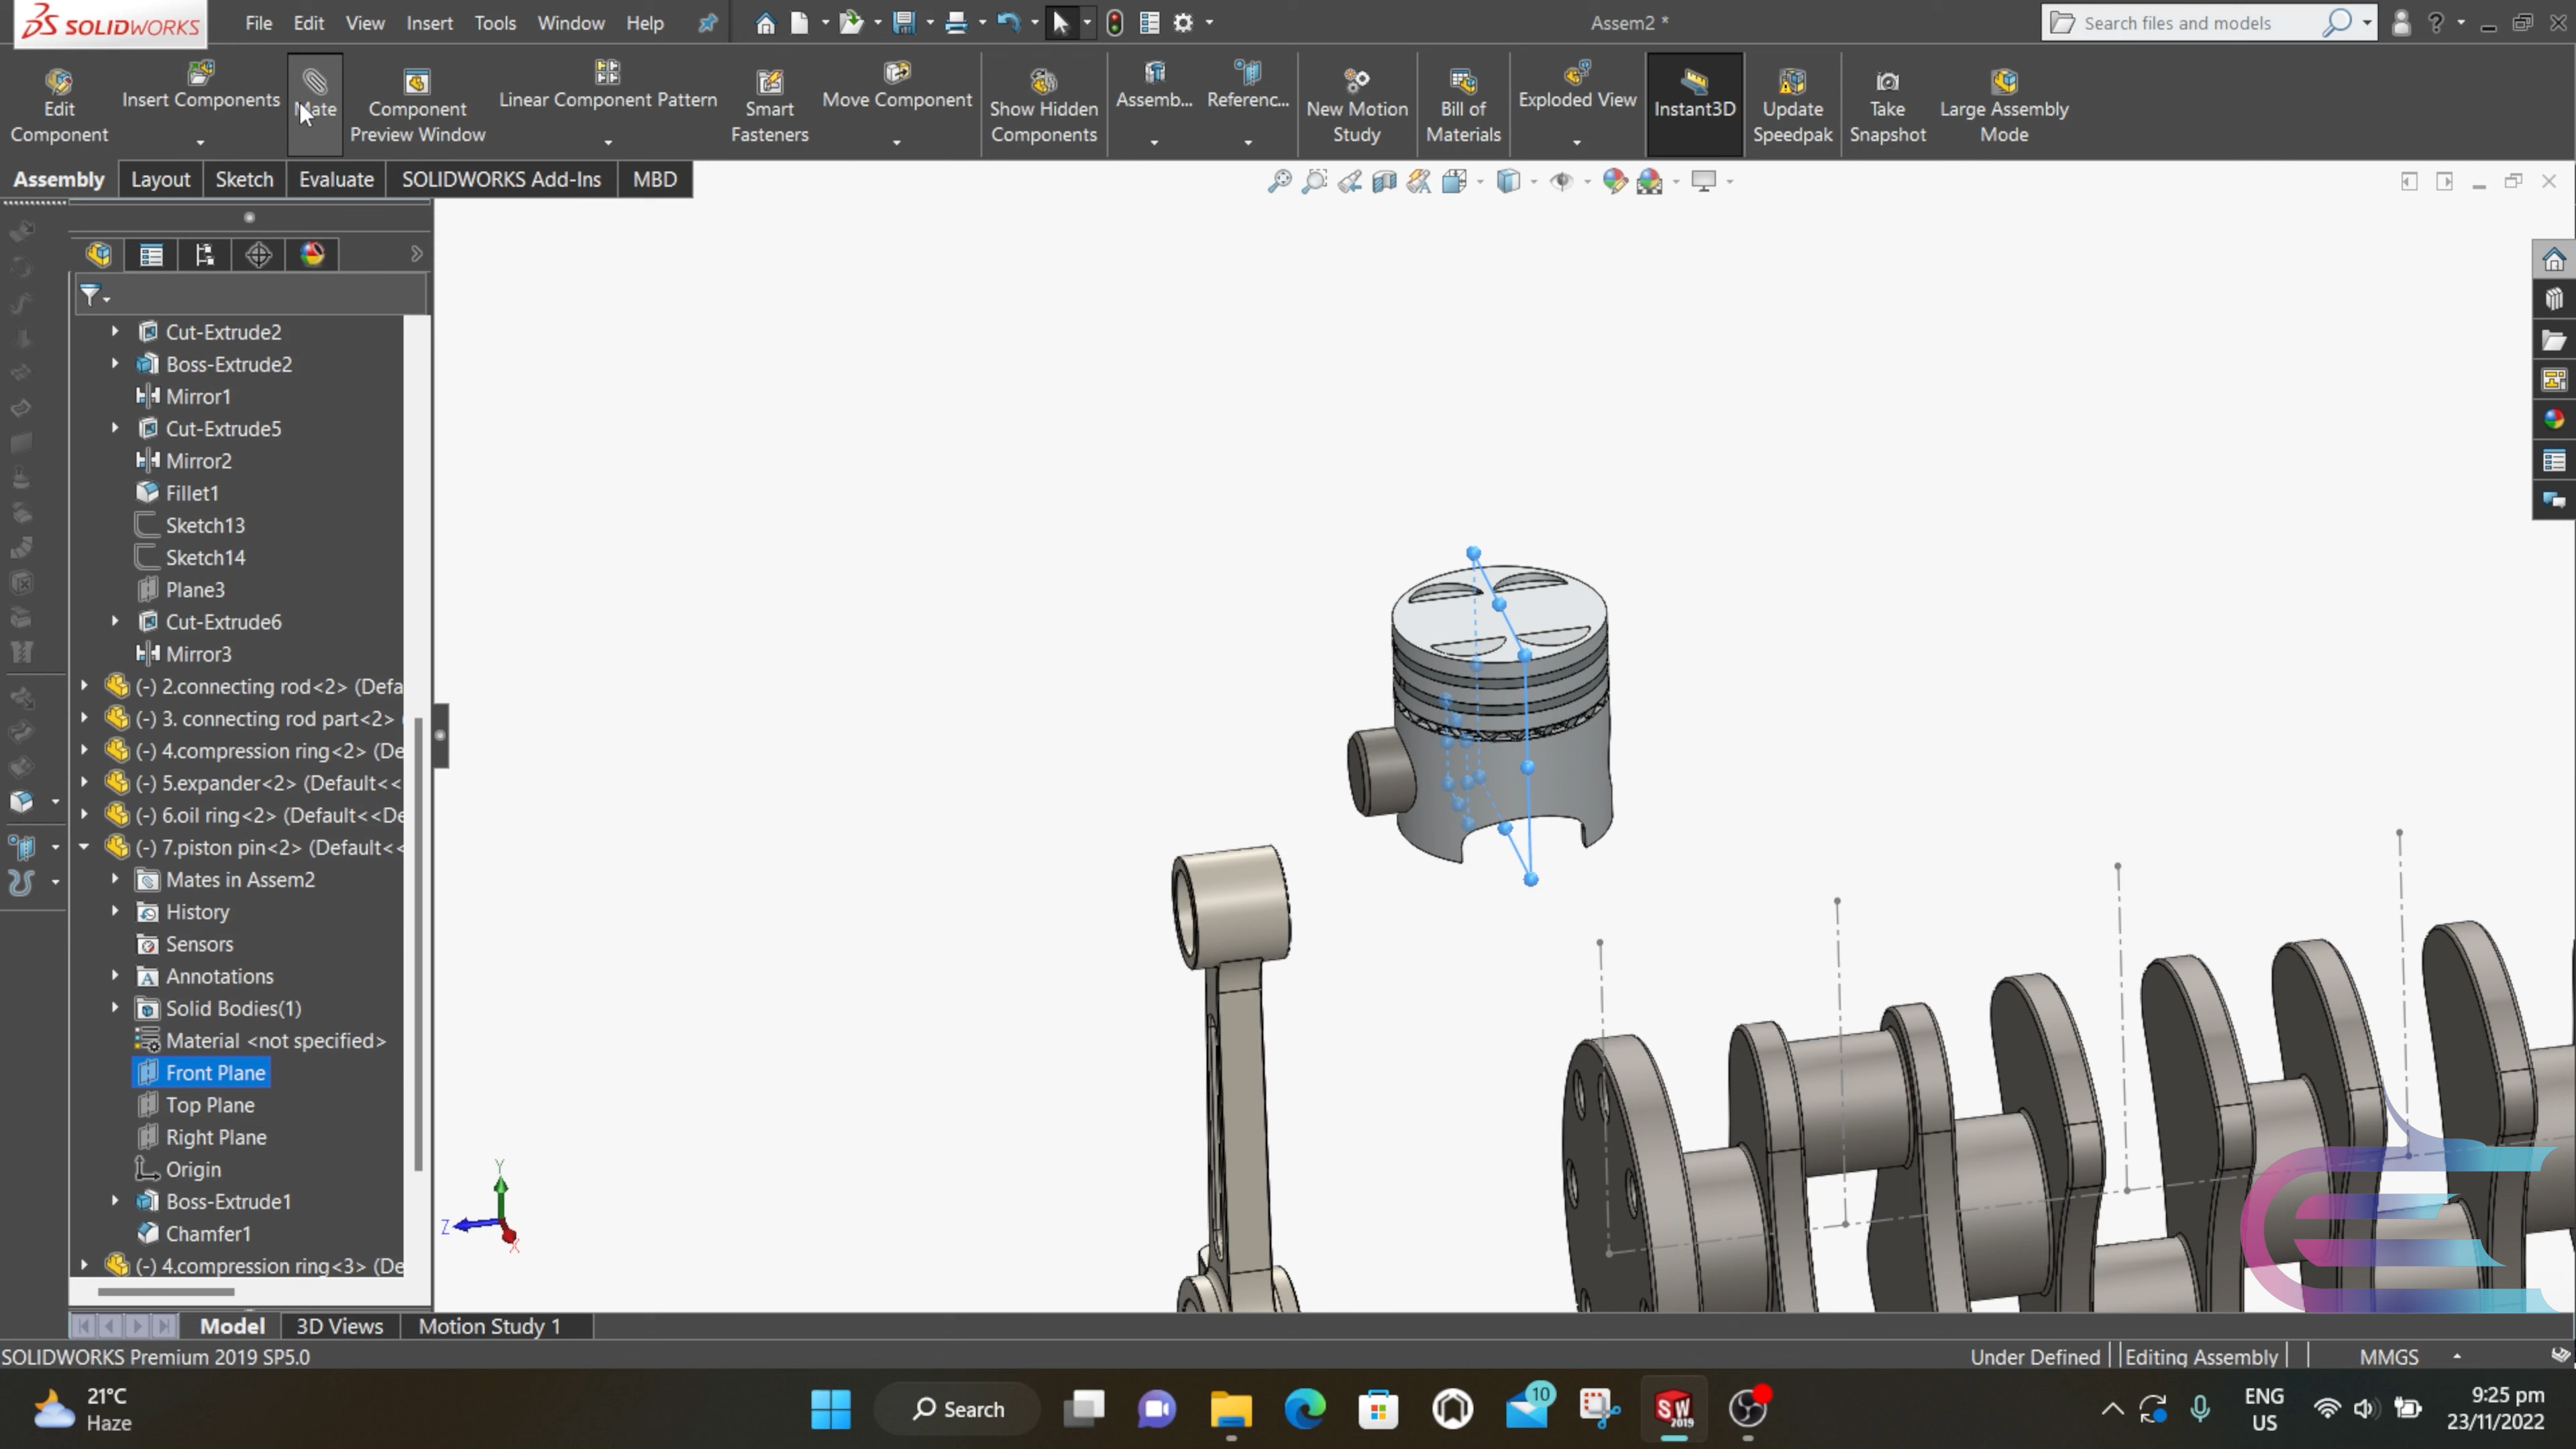 SOLIDWORKS File Edit View Insert Tools Window Help Assem2 * Search files and models ?
Edit Component
Insert Components
Mate
Component Preview Window
Linear Component Pattern
Smart Fasteners
Move Component
Show Hidden Components
Assemb...
Referenc...
New Motion Study
Bill of Materials
Exploded View
Instant3D
Update Speedpak
Take Snapshot
Large Assembly Mode
Assembly Layout Sketch Evaluate SOLIDWORKS Add-Ins MBD
Cut-Extrude2
Boss-Extrude2
Mirror1
Cut-Extrude5
Mirror2
Fillet1
Sketch13
Sketch14
Plane3
Cut-Extrude6
Mirror3
(-) 2.connecting rod<2> (Defa
(-) 3. connecting rod part<2> (
(-) 4.compression ring<2> (De
(-) 5.expander<2> (Default<<
(-) 6.oil ring<2> (Default<<De
(-) 7.piston pin<2> (Default<<
Mates in Assem2
History
Sensors
Annotations
Solid Bodies(1)
Material <not specified>
Front Plane
Top Plane
Right Plane
Origin
Boss-Extrude1
Chamfer1
(-) 4.compression ring<3> (De
Y
Z
X
Model 3D Views Motion Study 1
SOLIDWORKS Premium 2019 SP5.0 Under Defined Editing Assembly MMGS
21°C
Haze
Search
10
SW
2019
ENG
US
9:25 pm
23/11/2022